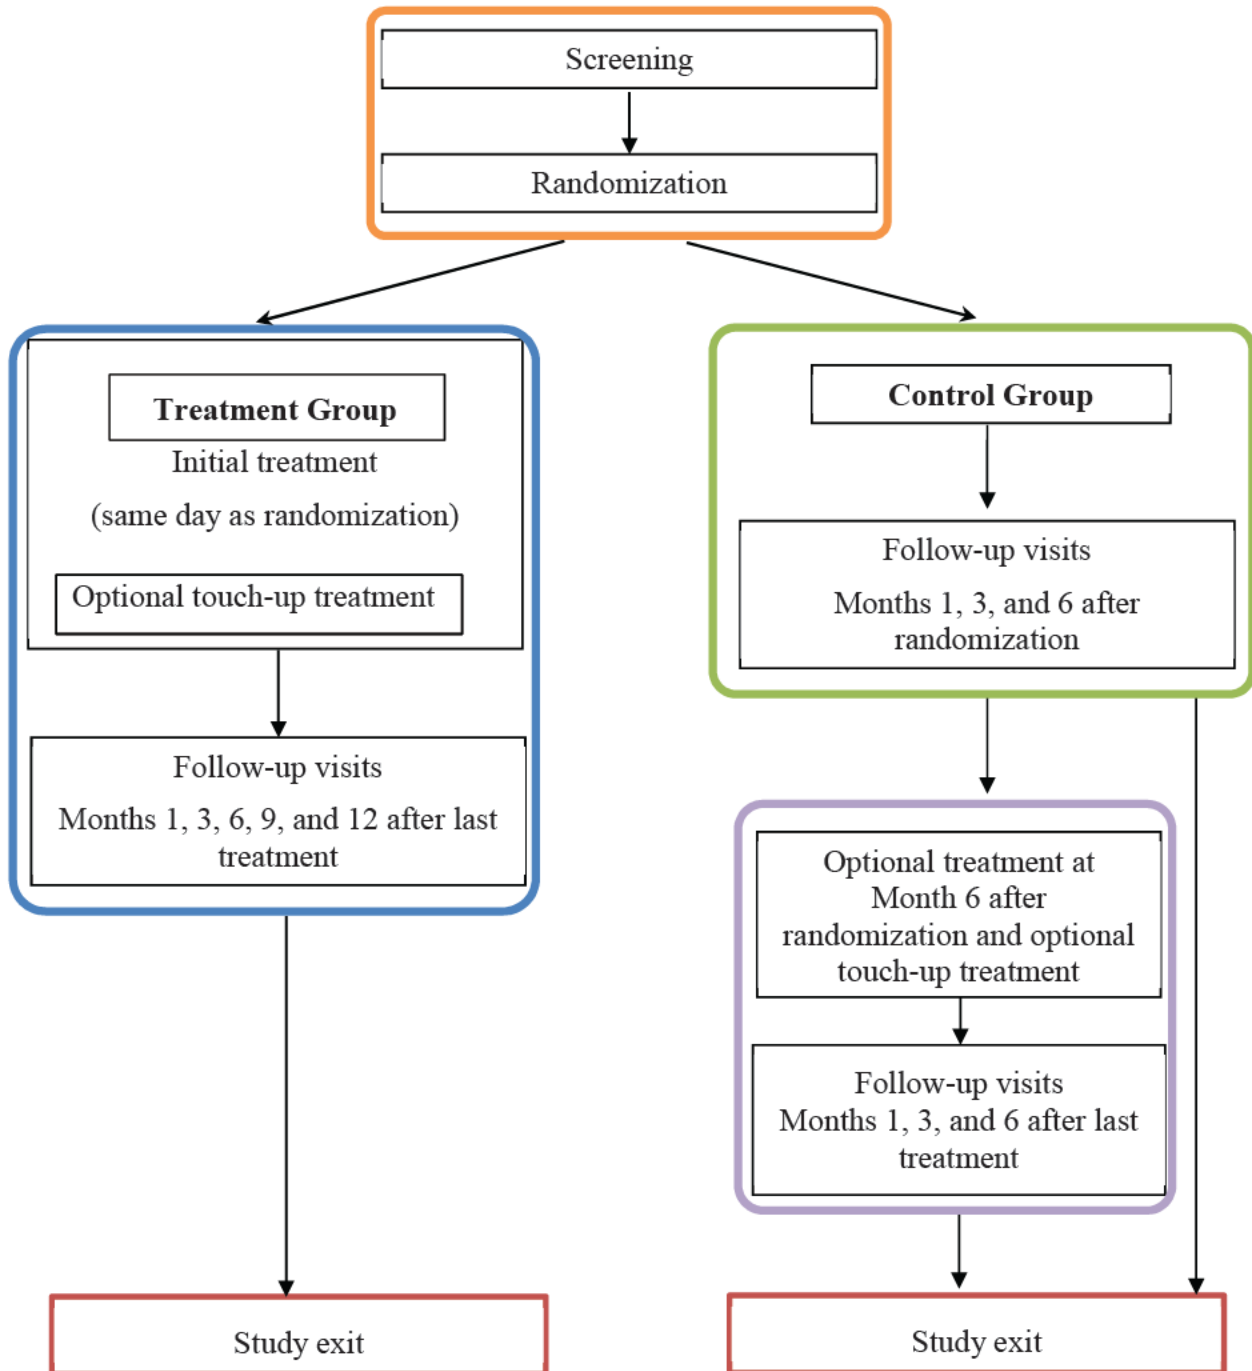 Screening
Randomization
Treatment Group
Initial treatment
(same day as randomization)
Optional touch-up treatment
Follow-up visits
Months 1, 3, 6, 9, and 12 after last
treatment
Study exit
Control Group
Follow-up visits
Months 1, 3, and 6 after
randomization
Optional treatment at
Month 6 after
randomization and optional
touch-up treatment
Follow-up visits
Months 1, 3, and 6 after last
treatment
Study exit